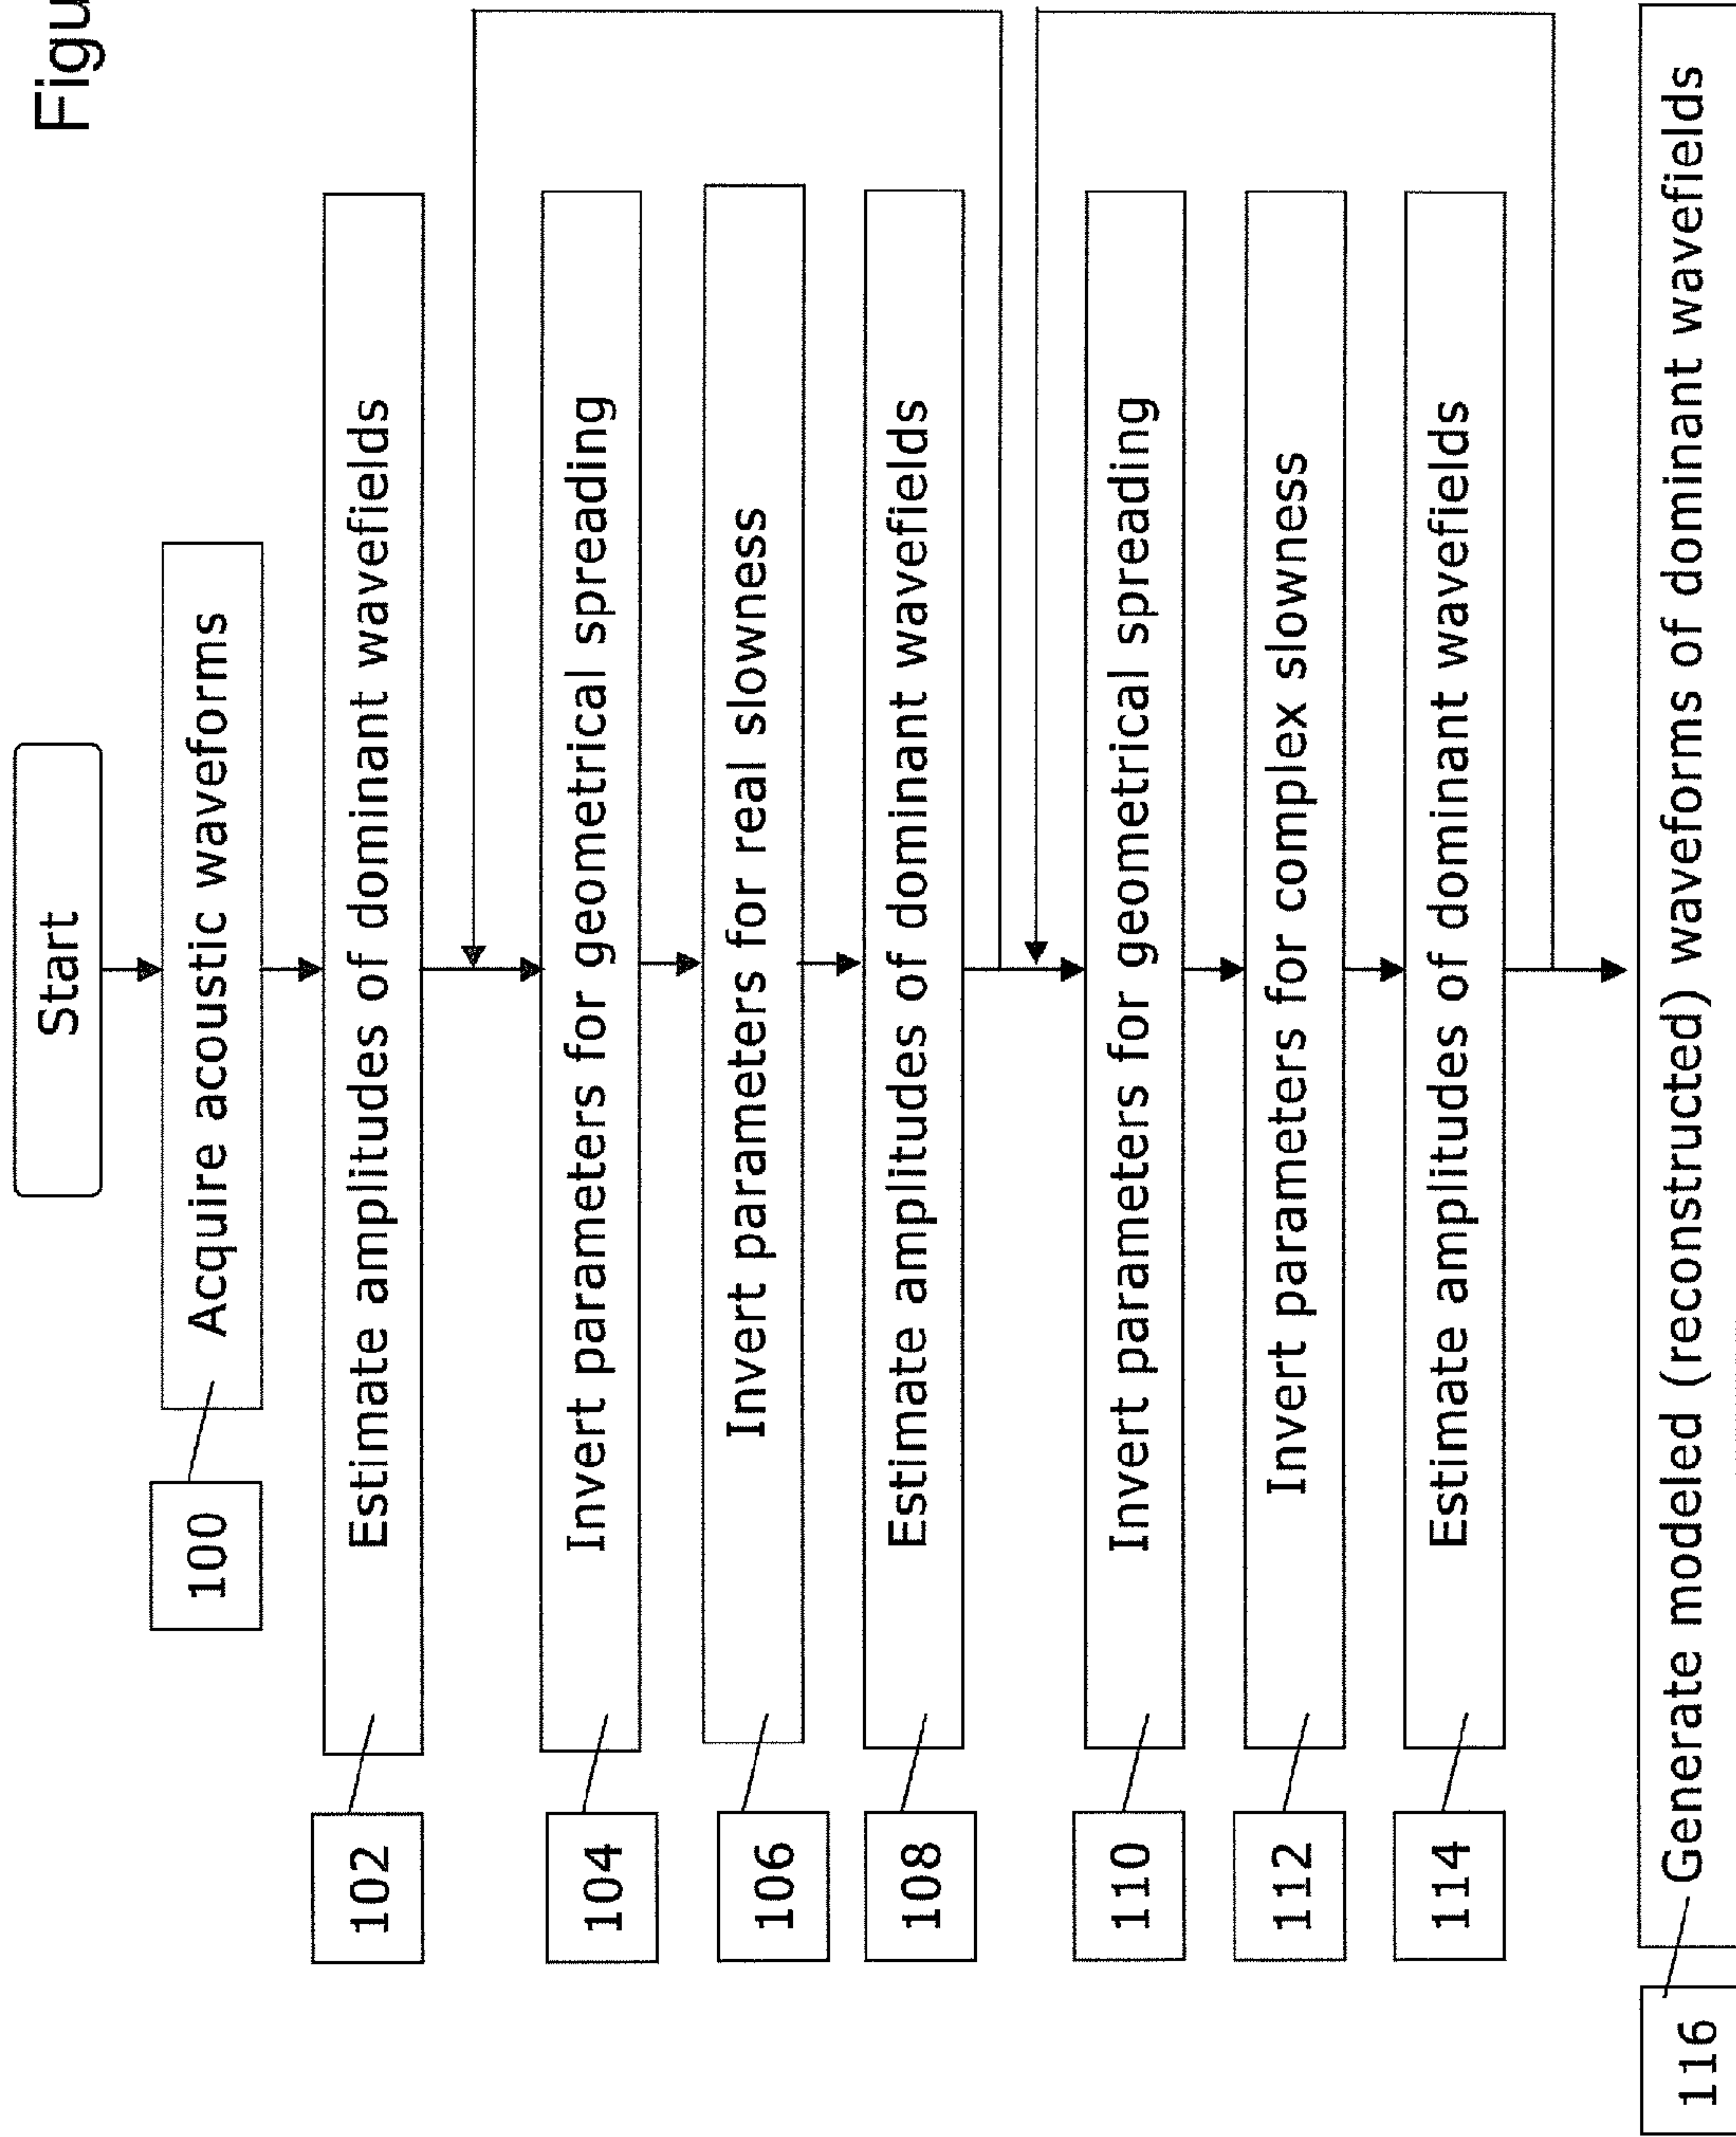 Start
100
Acquire acoustic waveforms
102
Estimate amplitudes of dominant wavefields
104
Invert parameters for geometrical spreading
106
Invert parameters for real slowness
108
Estimate amplitudes of dominant wavefields
110
Invert parameters for geometrical spreading
112
Invert parameters for complex slowness
114
Estimate amplitudes of dominant wavefields
116
Generate modeled (reconstructed) waveforms of dominant wavefields